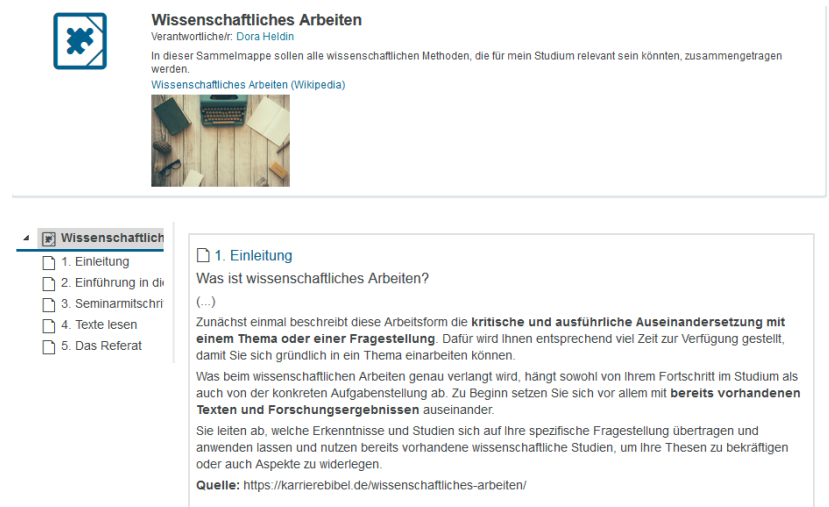 Wissenschaftliches Arbeiten
Verantwortliche/r: Dora Heldin
In dieser Sammelmappe sollen alle wissenschaftlichen Methoden, die für mein Studium relevant sein könnten, zusammengetragen
werden.
Wissenschaftliches Arbeiten (Wikipedia)
Wissenschaftlich
1. Einleitung
2. Einführung in di
3. Seminarmitschri
4. Texte lesen
5. Das Referat
1. Einleitung
Was ist wissenschaftliches Arbeiten?
(...)
Zunächst einmal beschreibt diese Arbeitsform die kritische und ausführliche Auseinandersetzung mit
einem Thema oder einer Fragestellung. Dafür wird Ihnen entsprechend viel Zeit zur Verfügung gestellt,
damit Sie sich gründlich in ein Thema einarbeiten können.
Was beim wissenschaftlichen Arbeiten genau verlangt wird, hängt sowohl von Ihrem Fortschritt im Studium als
auch von der konkreten Aufgabenstellung ab. Zu Beginn setzen Sie sich vor allem mit bereits vorhandenen
Texten und Forschungsergebnissen auseinander.
Sie leiten ab, welche Erkenntnisse und Studien sich auf Ihre spezifische Fragestellung übertragen und
anwenden lassen und nutzen bereits vorhandene wissenschaftliche Studien, um Ihre Thesen zu bekräftigen
oder auch Aspekte zu widerlegen.
Quelle: https://karrierebibel.de/wissenschaftliches-arbeiten/